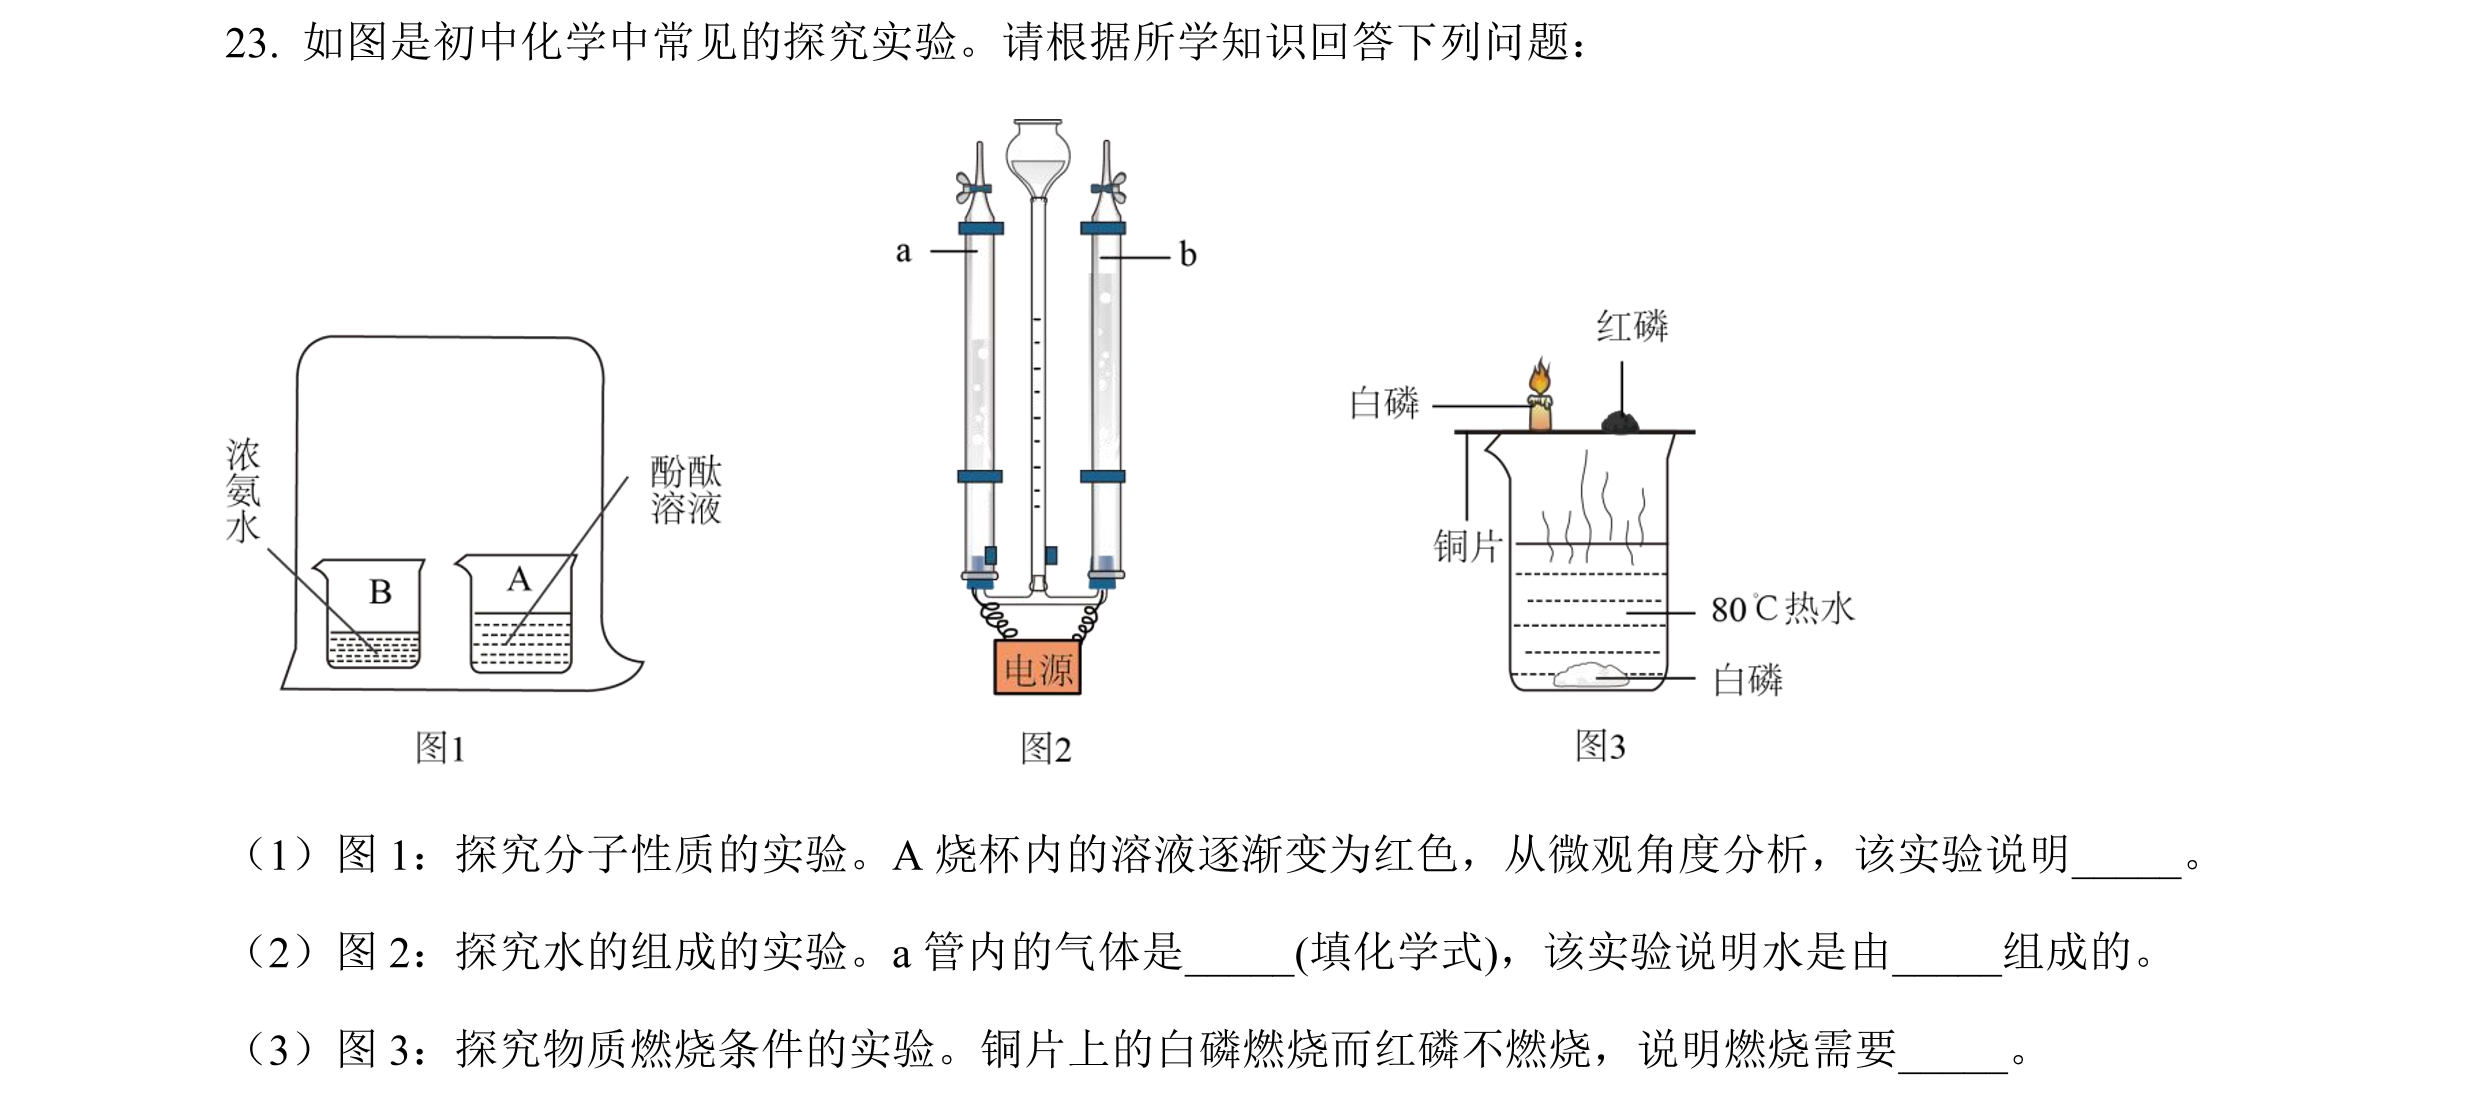 23. 如图是初中化学中常见的探究实验。请根据所学知识回答下列问题：
浓氨水
B
A
酚酞
溶液
图1
a
b
电源
图2
红磷
白磷
铜片
80℃热水
白磷
图3
（1）图 1：探究分子性质的实验。A 烧杯内的溶液逐渐变为红色，从微观角度分析，该实验说明_____。
（2）图 2：探究水的组成的实验。a 管内的气体是_____(填化学式)，该实验说明水是由_____组成的。
（3）图 3：探究物质燃烧条件的实验。铜片上的白磷燃烧而红磷不燃烧，说明燃烧需要_____。